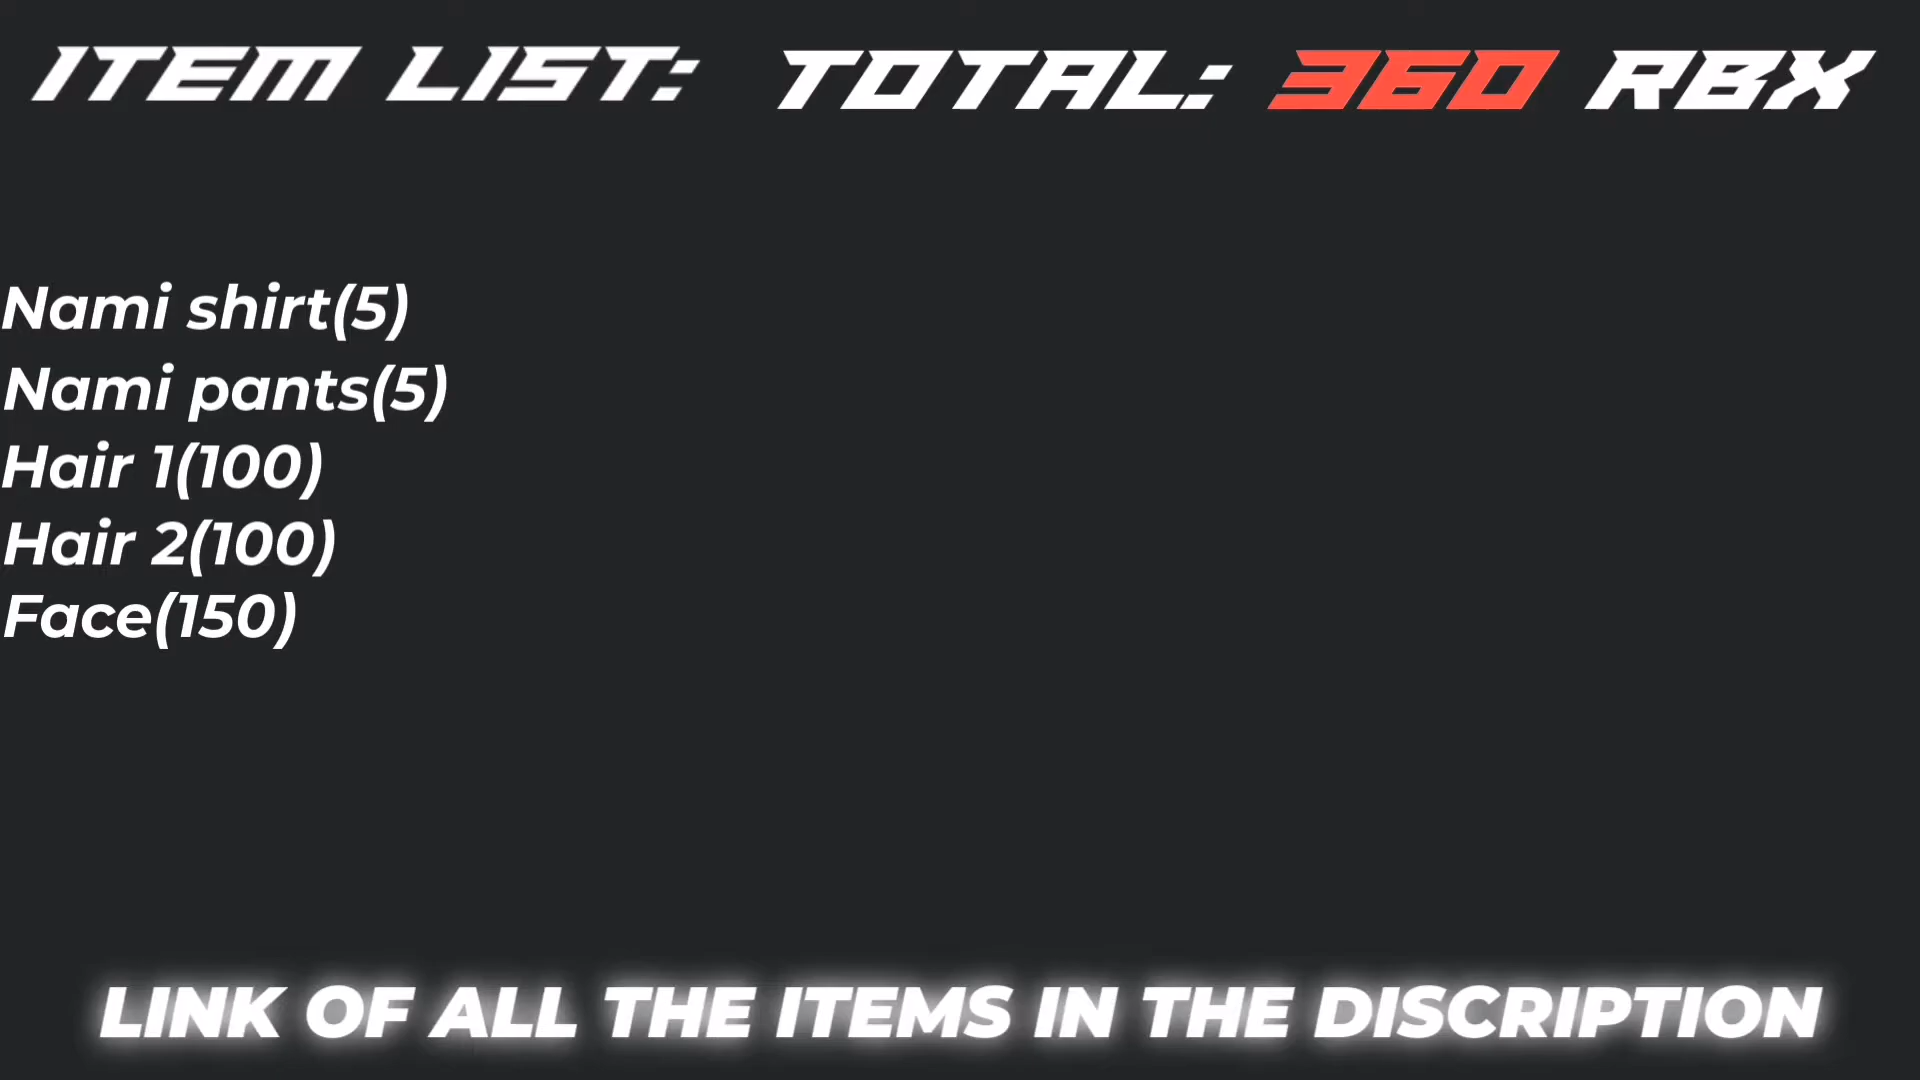 ITEM LIST: TOTAL: 360 RBX
Nami shirt(5)
Nami pants(5)
Hair 1(100)
Hair 2(100)
Face(150)
LINK OF ALL THE ITEMS IN THE DISCRIPTION